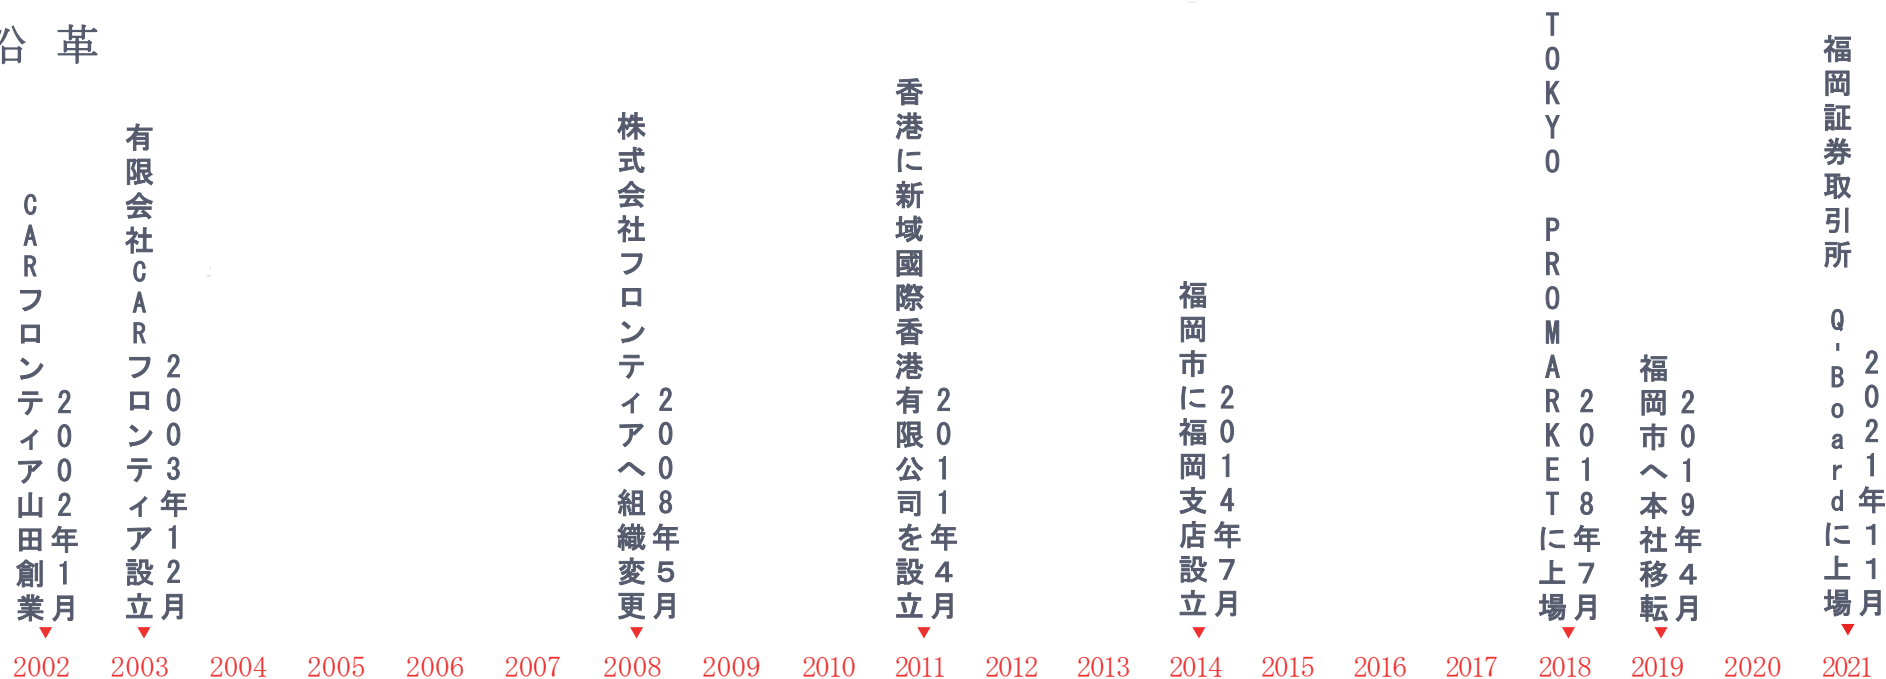 沿革
2002年1月
CARフロンティア山田創業
2003年12月
有限会社CARフロンティア設立
2008年5月
株式会社フロンティアへ組織変更
2011年4月
香港に新域國際香港有限公司を設立
2014年7月
福岡市に福岡支店設立
2018年7月
TOKYO PROMARKETに上場
2019年4月
福岡市へ本社移転
2021年11月
福岡証券取引所 Q-Boardに上場
2002 2003 2004 2005 2006 2007 2008 2009 2010 2011 2012 2013 2014 2015 2016 2017 2018 2019 2020 2021